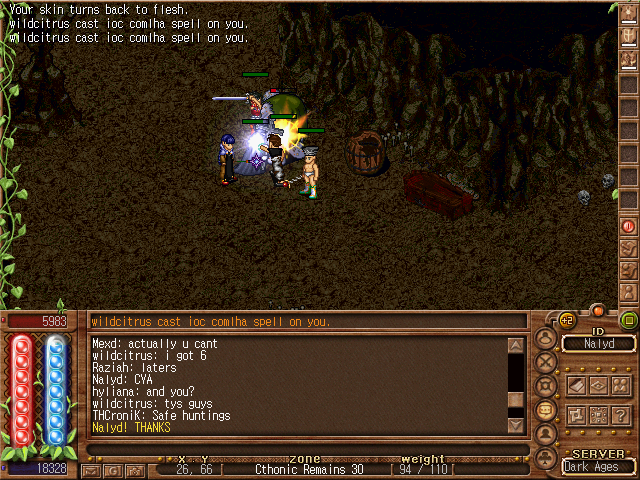 Your skin turns back to flesh.
wildcitrus cast ioc comlha spell on you.
wildcitrus cast ioc comlha spell on you.
5983
wildcitrus cast ioc comlha spell on you.
+2
ID
Nalyd
Mexd: actually u cant
wildcitrus: i got 6
Raziah: laters
Nalyd: CYA
hyliana: and you?
wildcitrus: tys guys
THCroniK: Safe huntings
Nalyd! THANKS
18328
G
?
x y zone weight
26, 66 [ Cthonic Remains 30 [ 94 / 110 [
SERVER
Dark Ages